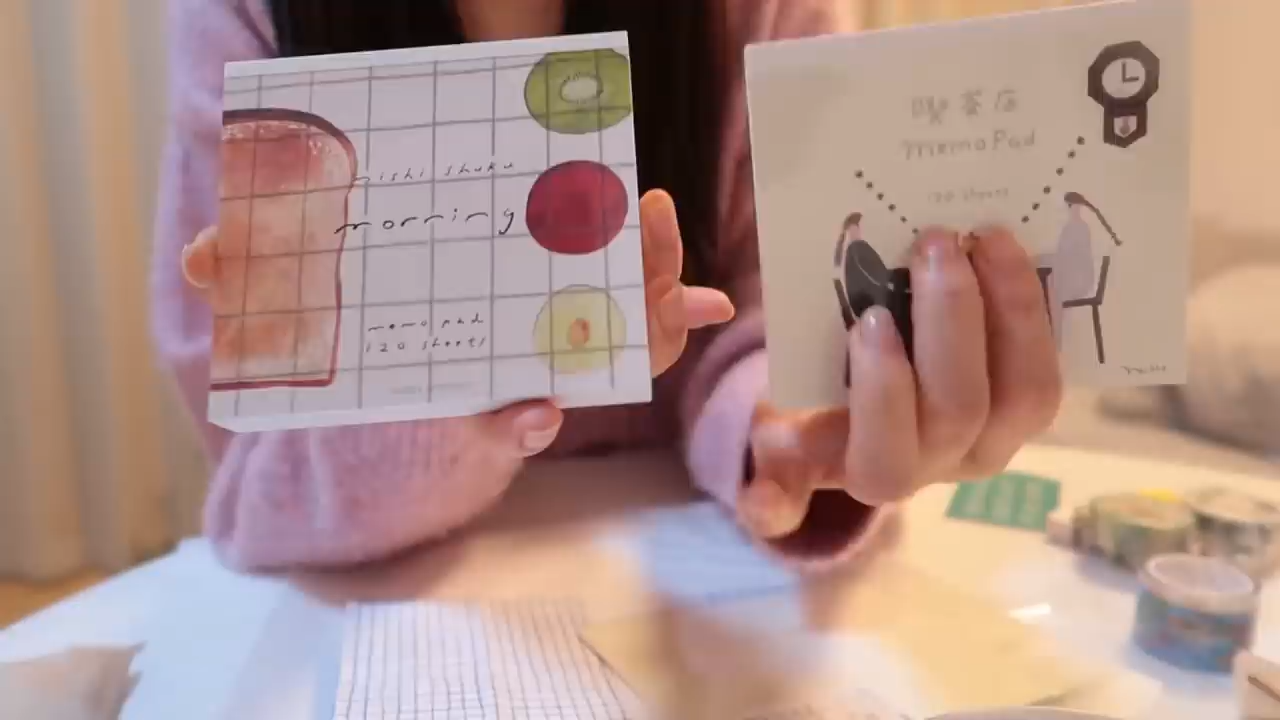 nishi shuku
morning
memo pad
120 sheets
喫茶店
memo Pad
120 sheets